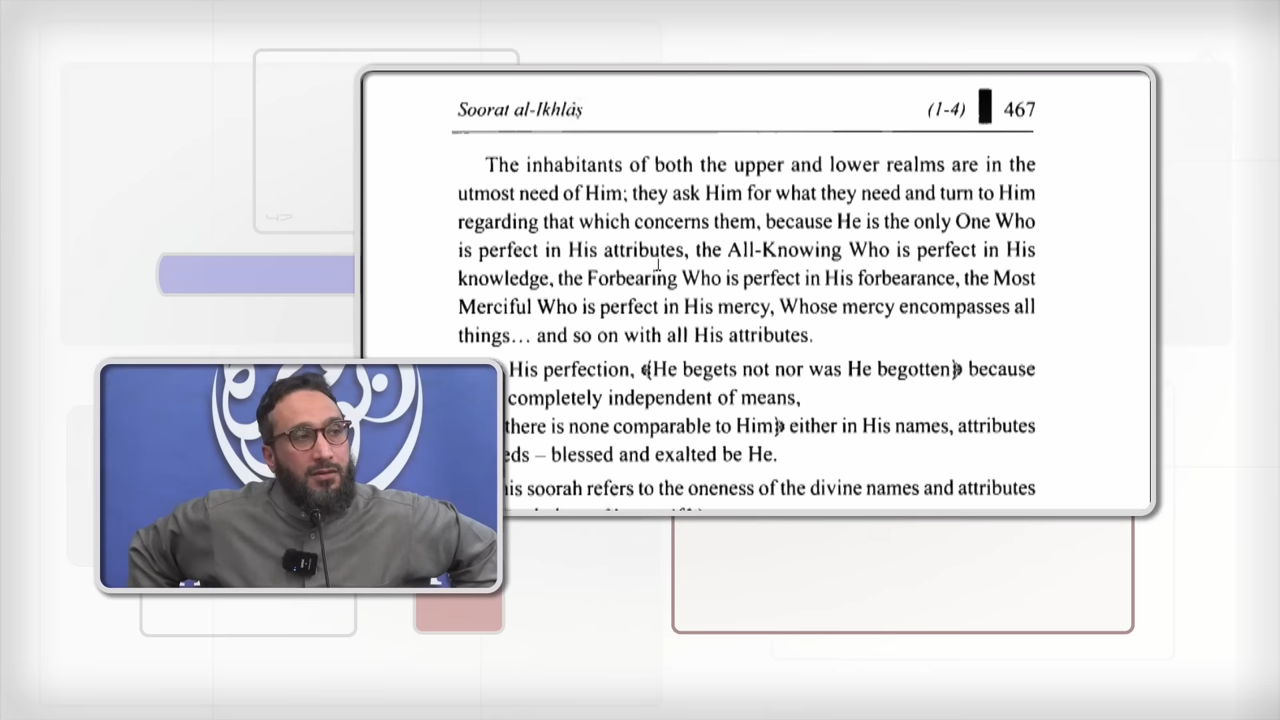 Soorat al-Ikhlâṣ (1-4) 467
The inhabitants of both the upper and lower realms are in the
utmost need of Him; they ask Him for what they need and turn to Him
regarding that which concerns them, because He is the only One Who
is perfect in His attributes, the All-Knowing Who is perfect in His
knowledge, the Forbearing Who is perfect in His forbearance, the Most
Merciful Who is perfect in His mercy, Whose mercy encompasses all
things… and so on with all His attributes.
His perfection, ﴾He begets not nor was He begotten﴿ because
completely independent of means,
there is none comparable to Him﴿ either in His names, attributes
eds – blessed and exalted be He.
is soorah refers to the oneness of the divine names and attributes